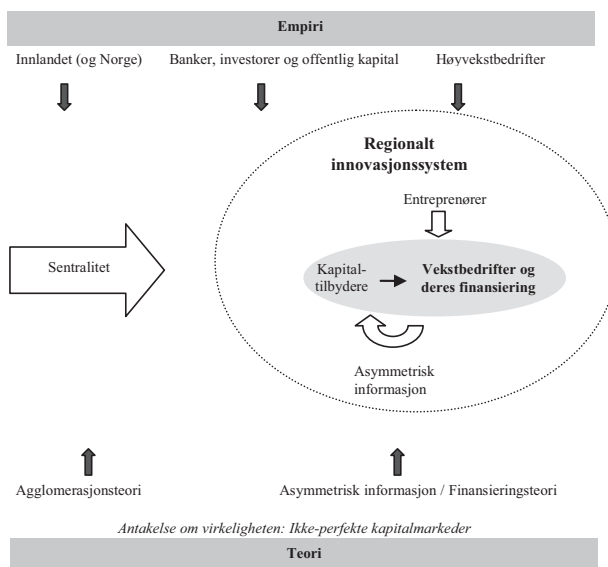 Empiri
Innlandet (og Norge) Banker, investorer og offentlig kapital Høyvekstbedrifter
Regionalt
innovasjonssystem
Entreprenører
Sentralitet
Kapital-
tilbydere
Vekstbedrifter og
deres finansiering
Asymmetrisk
informasjon
Agglomerasjonsteori Asymmetrisk informasjon / Finansieringsteori
Antakelse om virkeligheten: Ikke-perfekte kapitalmarkeder
Teori